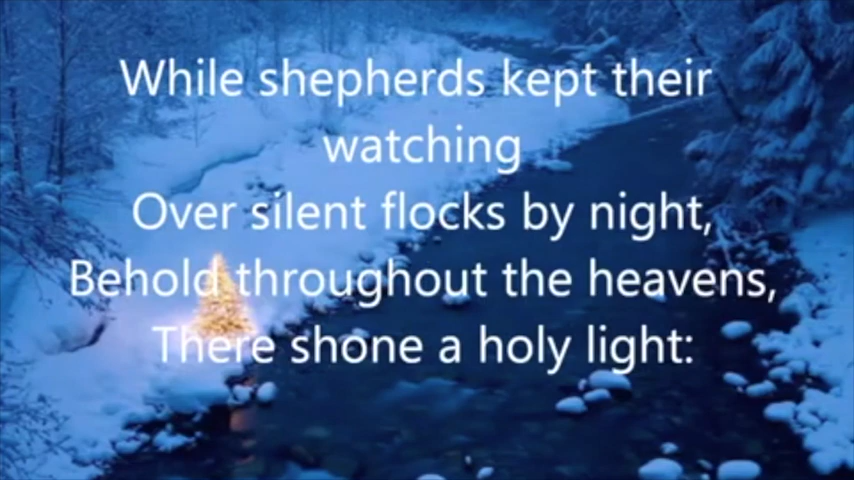 While shepherds kept their
watching
Over silent flocks by night,
Behold throughout the heavens,
There shone a holy light: